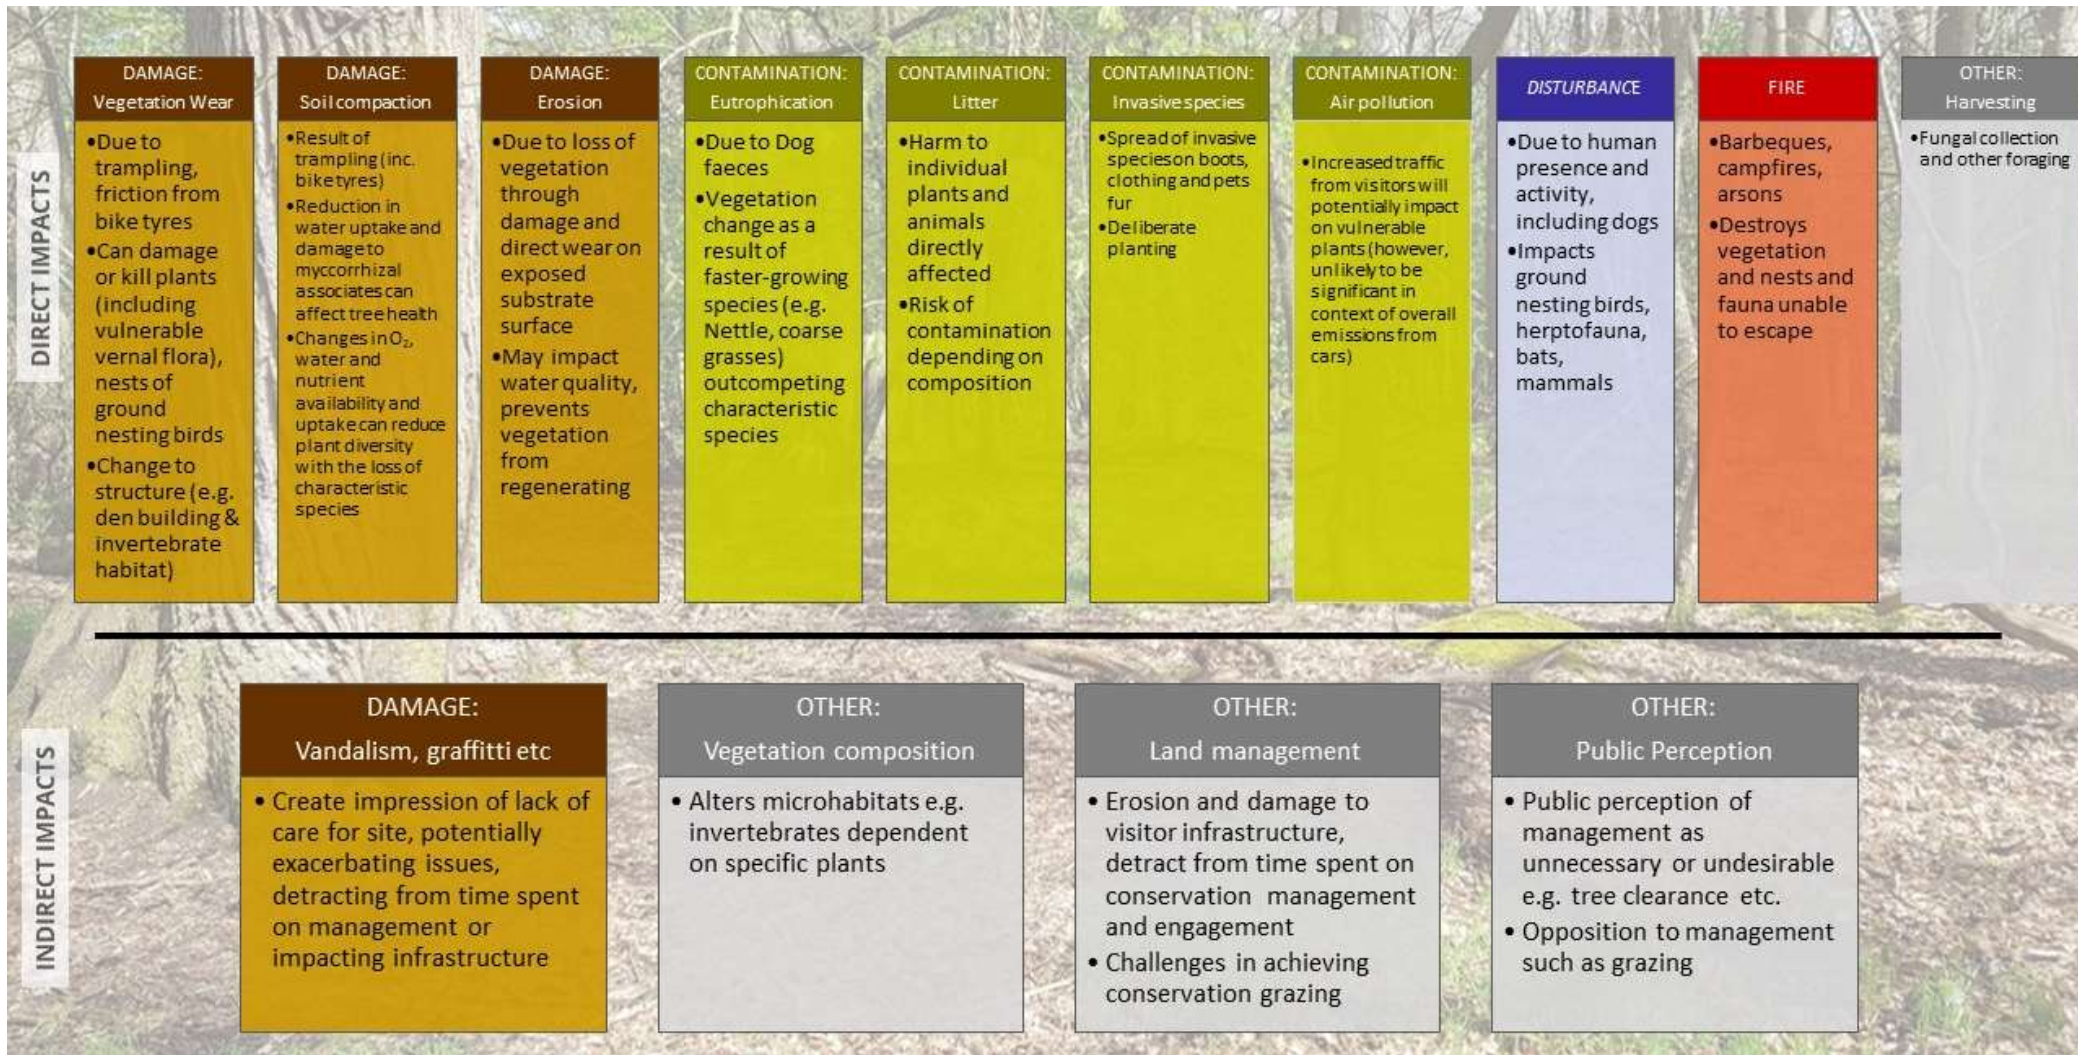 DIRECT IMPACTS
DAMAGE:
Vegetation Wear
•Due to
trampling,
friction from
bike tyres
•Can damage
or kill plants
(including
vulnerable
vernal flora),
nests of
ground
nesting birds
•Change to
structure (e.g.
den building &
invertebrate
habitat)
DAMAGE:
Soil compaction
•Result of
trampling (inc.
bike tyres)
•Reduction in
water uptake and
damage to
myccorrhizal
associates can
affect tree health
•Changes in O₂,
water and
nutrient
availability and
uptake can reduce
plant diversity
with the loss of
characteristic
species
DAMAGE:
Erosion
•Due to loss of
vegetation
through
damage and
direct wear on
exposed
substrate
surface
•May impact
water quality,
prevents
vegetation
from
regenerating
CONTAMINATION:
Eutrophication
•Due to Dog
faeces
•Vegetation
change as a
result of
faster-growing
species (e.g.
Nettle, coarse
grasses)
outcompeting
characteristic
species
CONTAMINATION:
Litter
•Harm to
individual
plants and
animals
directly
affected
•Risk of
contamination
depending on
composition
CONTAMINATION:
Invasive species
•Spread of invasive
specieson boots,
clothing and pets
fur
•Deliberate
planting
CONTAMINATION:
Air pollution
•Increased traffic
from visitors will
potentially impact
on vulnerable
plants (however,
unlikely to be
significant in
context of overall
emissions from
cars)
DISTURBANCE
•Due to human
presence and
activity,
including dogs
•Impacts
ground
nesting birds,
herptofauna,
bats,
mammals
FIRE
•Barbeques,
campfires,
arsons
•Destroys
vegetation
and nests and
fauna unable
to escape
OTHER:
Harvesting
•Fungal collection
and other foraging
INDIRECT IMPACTS
DAMAGE:
Vandalism, graffitti etc
• Create impression of lack of
care for site, potentially
exacerbating issues,
detracting from time spent
on management or
impacting infrastructure
OTHER:
Vegetation composition
• Alters microhabitats e.g.
invertebrates dependent
on specific plants
OTHER:
Land management
• Erosion and damage to
visitor infrastructure,
detract from time spent on
conservation management
and engagement
• Challenges in achieving
conservation grazing
OTHER:
Public Perception
• Public perception of
management as
unnecessary or undesirable
e.g. tree clearance etc.
• Opposition to management
such as grazing